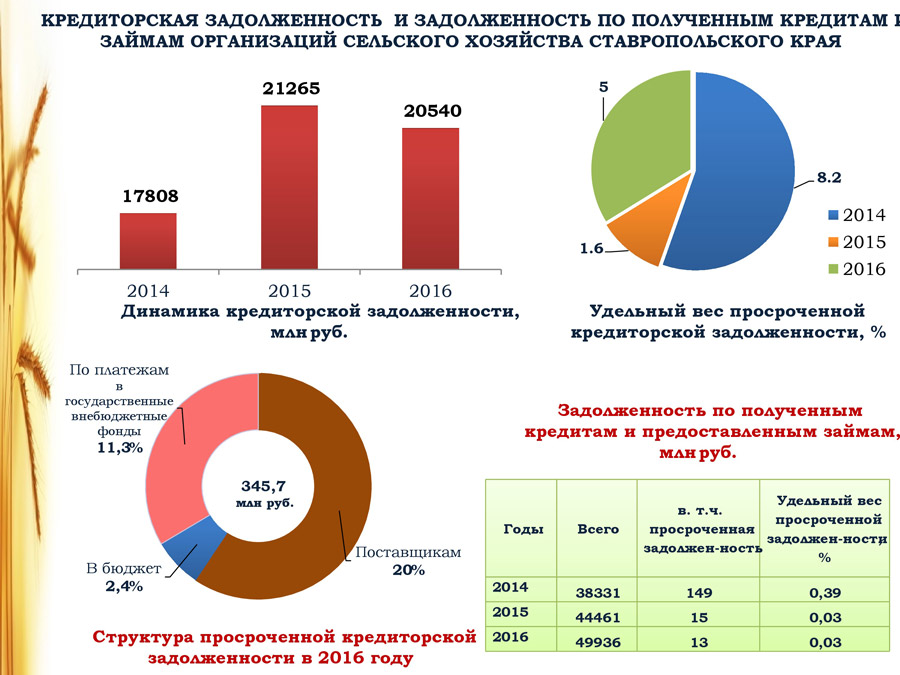 КРЕДИТОРСКАЯ ЗАДОЛЖЕННОСТЬ И ЗАДОЛЖЕННОСТЬ ПО ПОЛУЧЕННЫМ КРЕДИТАМ И
ЗАЙМАМ ОРГАНИЗАЦИЙ СЕЛЬСКОГО ХОЗЯЙСТВА СТАВРОПОЛЬСКОГО КРАЯ
21265
20540
17808
2014
2015
2016
Динамика кредиторской задолженности,
млн руб.
5
8.2
1.6
2014
2015
2016
Удельный вес просроченной
кредиторской задолженности, %
По платежам
в
государственные
внебюджетные
фонды
11,3%
345,7
млн руб.
В бюджет
2,4%
Поставщикам
20%
Структура просроченной кредиторской
задолженности в 2016 году
Задолженность по полученным
кредитам и предоставленным займам,
млн руб.
Годы
Всего
в. т.ч.
просроченная
задолжен-ность
Удельный вес
просроченной
задолжен-ности,
%
2014 38331 149 0,39
2015 44461 15 0,03
2016 49936 13 0,03